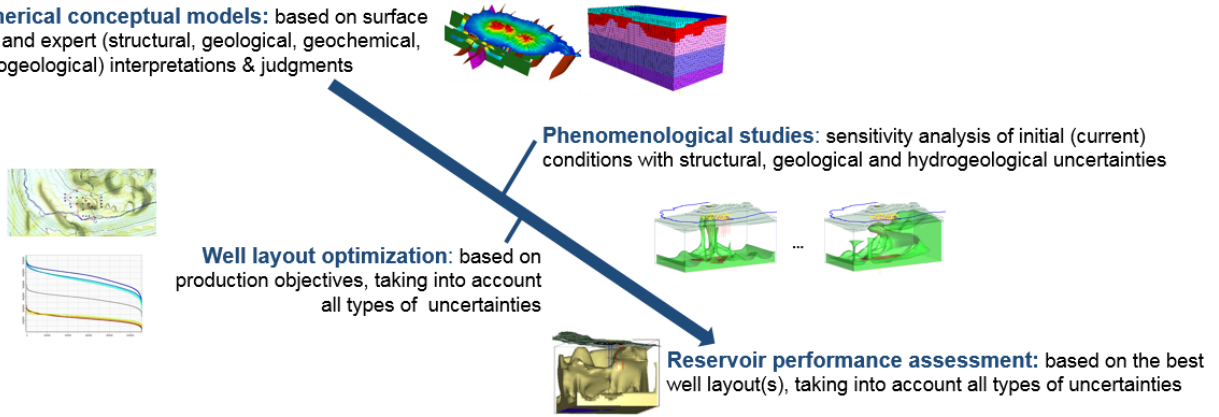 nerical conceptual models: based on surface
and expert (structural, geological, geochemical,
ogeological) interpretations & judgments
Phenomenological studies: sensitivity analysis of initial (current)
conditions with structural, geological and hydrogeological uncertainties
...
Well layout optimization: based on
production objectives, taking into account
all types of uncertainties
Reservoir performance assessment: based on the best
well layout(s), taking into account all types of uncertainties